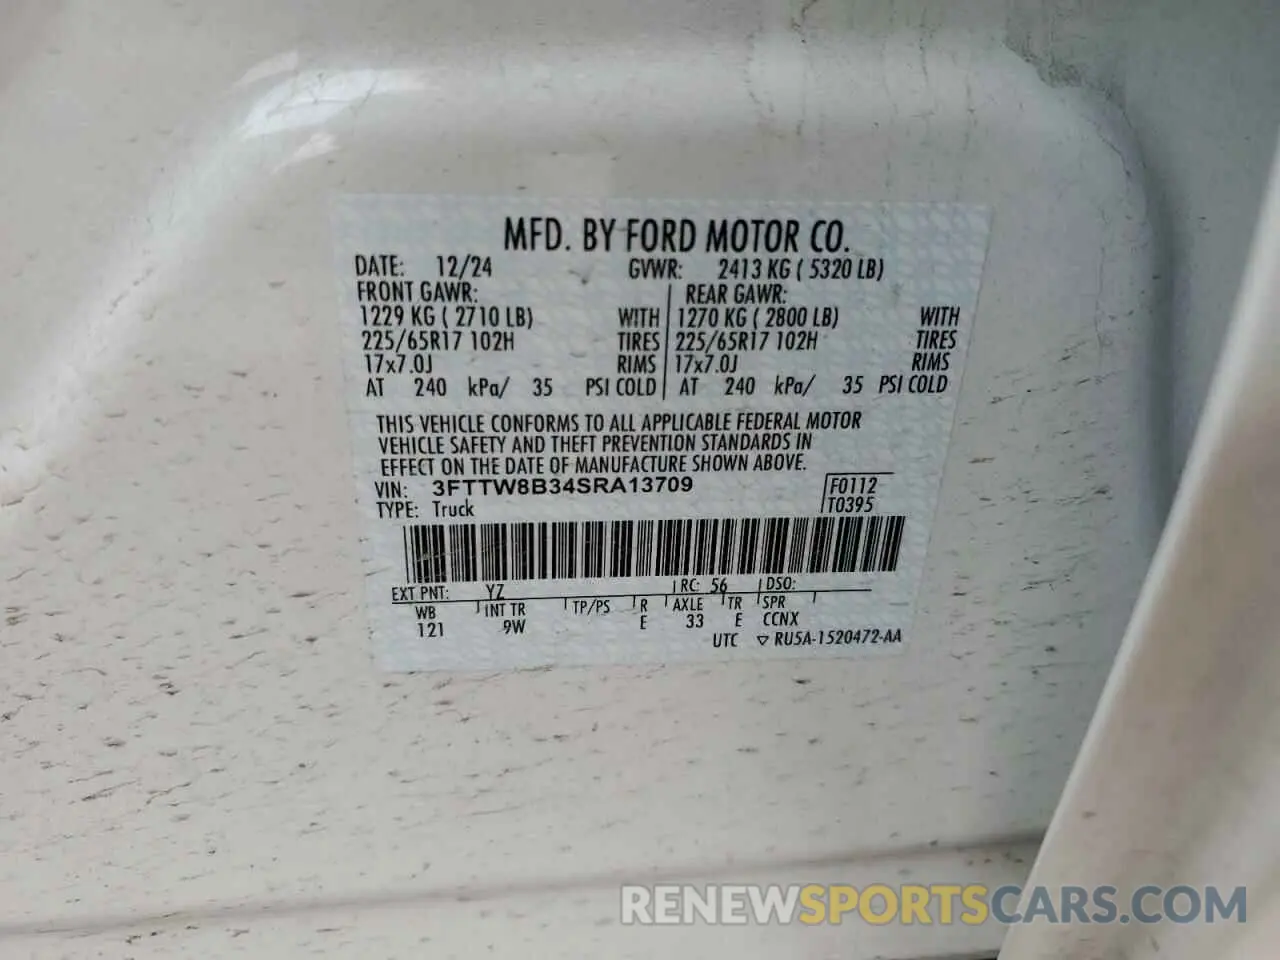 MFD. BY FORD MOTOR CO.
DATE: 12/24 GVWR: 2413 KG ( 5320 LB)
FRONT GAWR: REAR GAWR:
1229 KG ( 2710 LB) WITH 1270 KG ( 2800 LB) WITH
225/65R17 102H TIRES 225/65R17 102H TIRES
17x7.0J RIMS 17x7.0J RIMS
AT 240 kPa/ 35 PSI COLD AT 240 kPa/ 35 PSI COLD
THIS VEHICLE CONFORMS TO ALL APPLICABLE FEDERAL MOTOR
VEHICLE SAFETY AND THEFT PREVENTION STANDARDS IN
EFFECT ON THE DATE OF MANUFACTURE SHOWN ABOVE.
VIN: 3FTTW8B34SRA13709 F0112
TYPE: Truck T0395
EXT PNT: YZ RC: 56 DSO:
WB INT TR TP/PS R AXLE TR SPR
121 9W E 33 E CCNX
UTC ▽ RU5A-1520472-AA
RENEWSPORTSCARS.COM